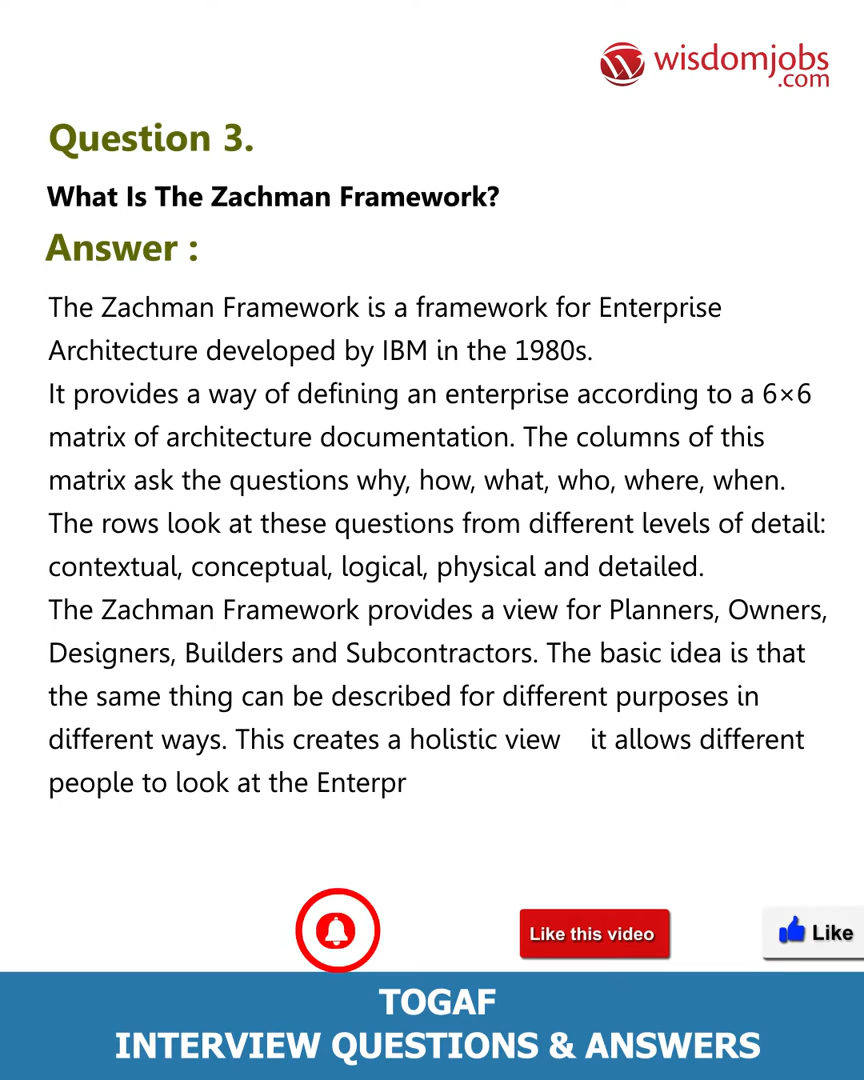 wisdomjobs
.com
Question 3.
What Is The Zachman Framework?
Answer :
The Zachman Framework is a framework for Enterprise
Architecture developed by IBM in the 1980s.
It provides a way of defining an enterprise according to a 6×6
matrix of architecture documentation. The columns of this
matrix ask the questions why, how, what, who, where, when.
The rows look at these questions from different levels of detail:
contextual, conceptual, logical, physical and detailed.
The Zachman Framework provides a view for Planners, Owners,
Designers, Builders and Subcontractors. The basic idea is that
the same thing can be described for different purposes in
different ways. This creates a holistic view    it allows different
people to look at the Enterpr
Like this video
Like
TOGAF
INTERVIEW QUESTIONS & ANSWERS